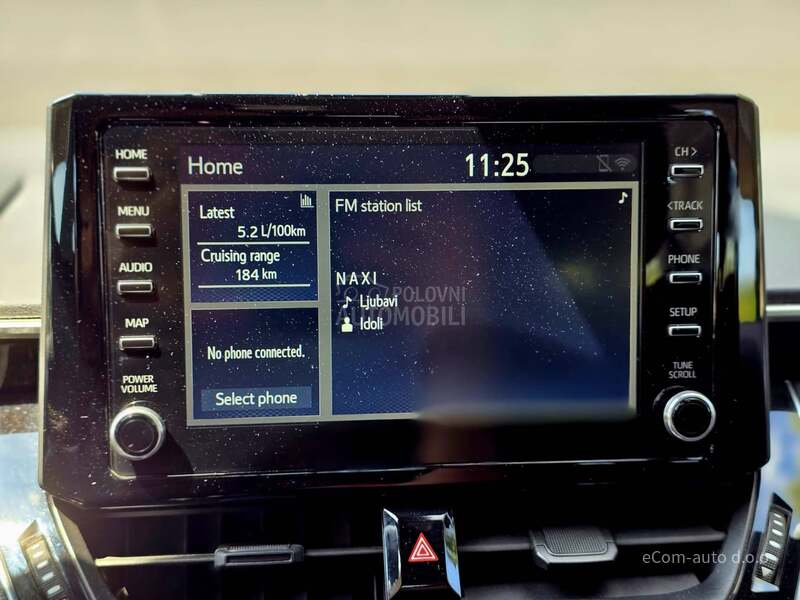 HOME
MENU
AUDIO
MAP
POWER
VOLUME
Home
11:25
Latest
5.2 L/100km
Cruising range
184 km
No phone connected.
Select phone
FM station list
NAXI
Ljubavi
Idoli
POLOVNI
AUTOMOBILI
CH >
<TRACK
PHONE
SETUP
TUNE
SCROLL
eCom-auto d.o.o